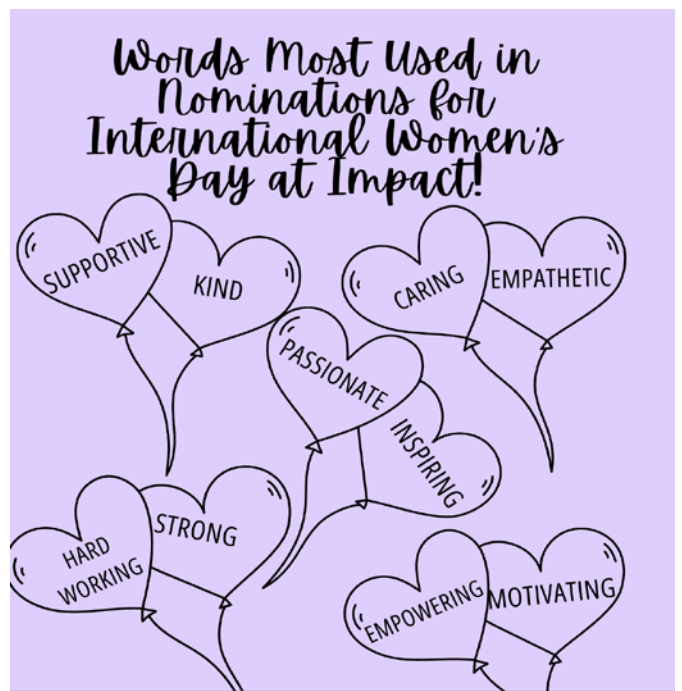 Words Most Used in
Nominations for
International Women's
Day at Impact!
SUPPORTIVE
KIND
CARING
EMPATHETIC
PASSIONATE
INSPIRING
HARD
WORKING
STRONG
EMPOWERING
MOTIVATING